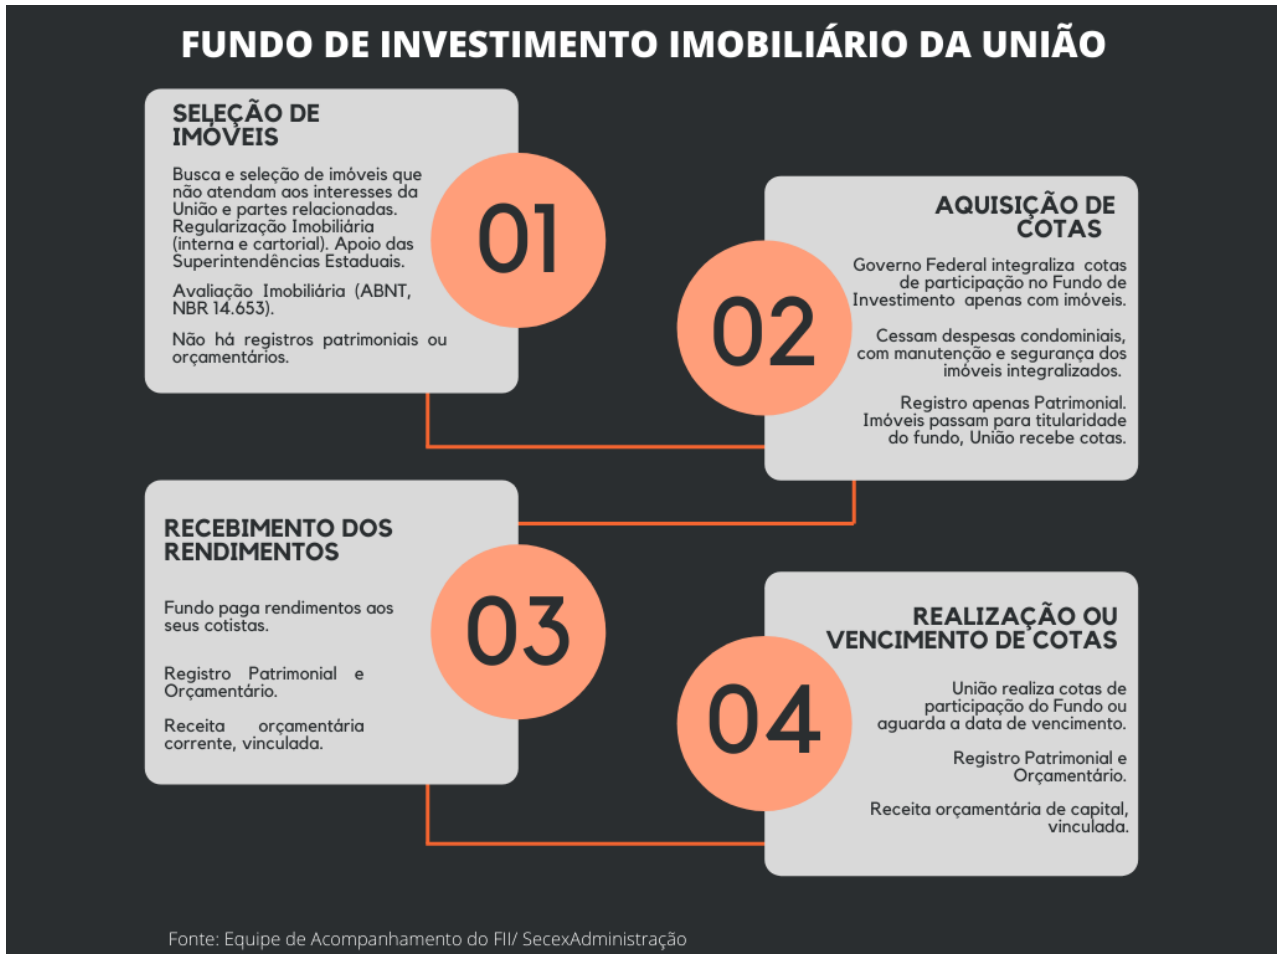 FUNDO DE INVESTIMENTO IMOBILIÁRIO DA UNIÃO
SELEÇÃO DE
IMÓVEIS
Busca e seleção de imóveis que
não atendam aos interesses da
União e partes relacionadas.
Regularização Imobiliária
(interna e cartorial). Apoio das
Superintendências Estaduais.
Avaliação Imobiliária (ABNT,
NBR 14.653).
Não há registros patrimoniais ou
orçamentários.
01
AQUISIÇÃO DE
COTAS
Governo Federal integraliza cotas
de participação no Fundo de
Investimento apenas com imóveis.
Cessam despesas condominiais,
com manutenção e segurança dos
imóveis integralizados.
Registro apenas Patrimonial.
Imóveis passam para titularidade
do fundo, União recebe cotas.
02
RECEBIMENTO DOS
RENDIMENTOS
Fundo paga rendimentos aos
seus cotistas.
Registro Patrimonial e
Orçamentário.
Receita orçamentária
corrente, vinculada.
03
REALIZAÇÃO OU
VENCIMENTO DE COTAS
União realiza cotas de
participação do Fundo ou
aguarda a data de vencimento.
Registro Patrimonial e
Orçamentário.
Receita orçamentária de capital,
vinculada.
04
Fonte: Equipe de Acompanhamento do FII/ SecexAdministração